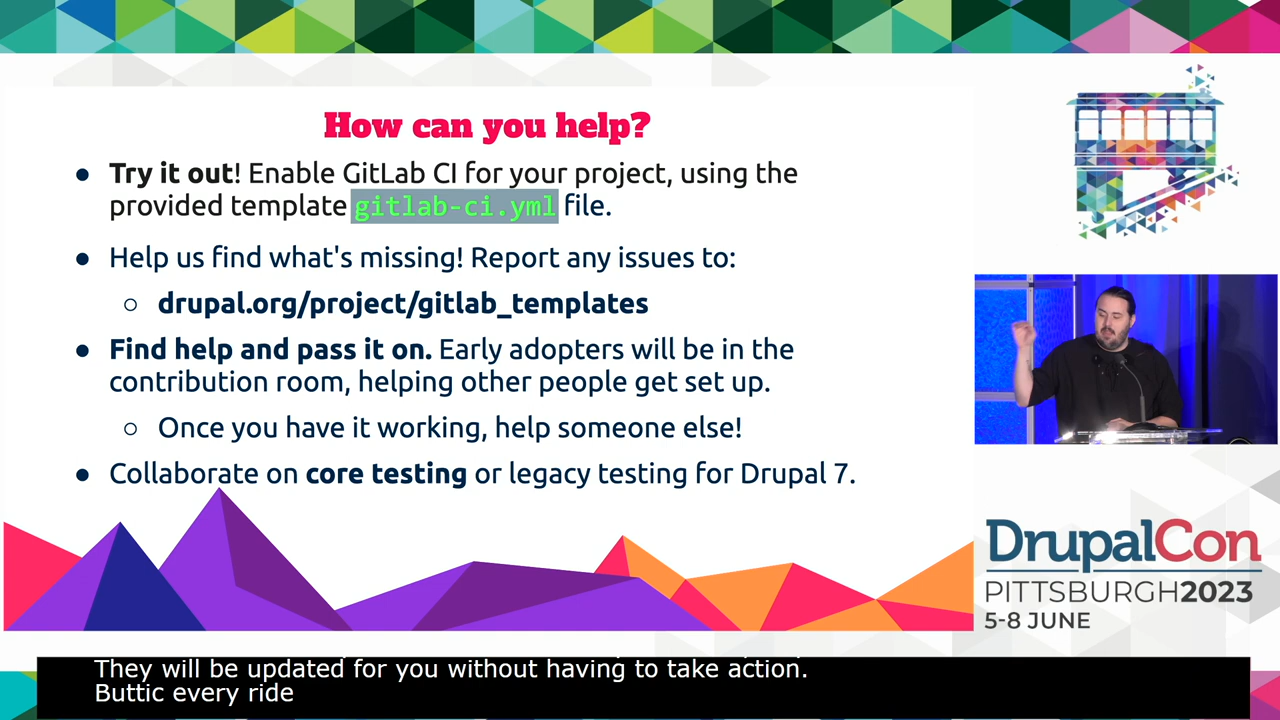 How can you help?
● Try it out! Enable GitLab CI for your project, using the
provided template gitlab-ci.yml file.
● Help us find what's missing! Report any issues to:
○ drupal.org/project/gitlab_templates
● Find help and pass it on. Early adopters will be in the
contribution room, helping other people get set up.
○ Once you have it working, help someone else!
● Collaborate on core testing or legacy testing for Drupal 7.
DrupalCon
PITTSBURGH2023
5-8 JUNE
They will be updated for you without having to take action.
Buttic every ride